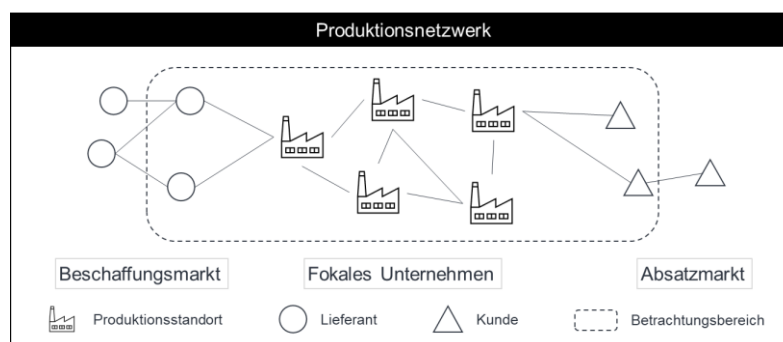 Produktionsnetzwerk
Beschaffungsmarkt
Fokales Unternehmen
Absatzmarkt
Produktionsstandort
Lieferant
Kunde
Betrachtungsbereich